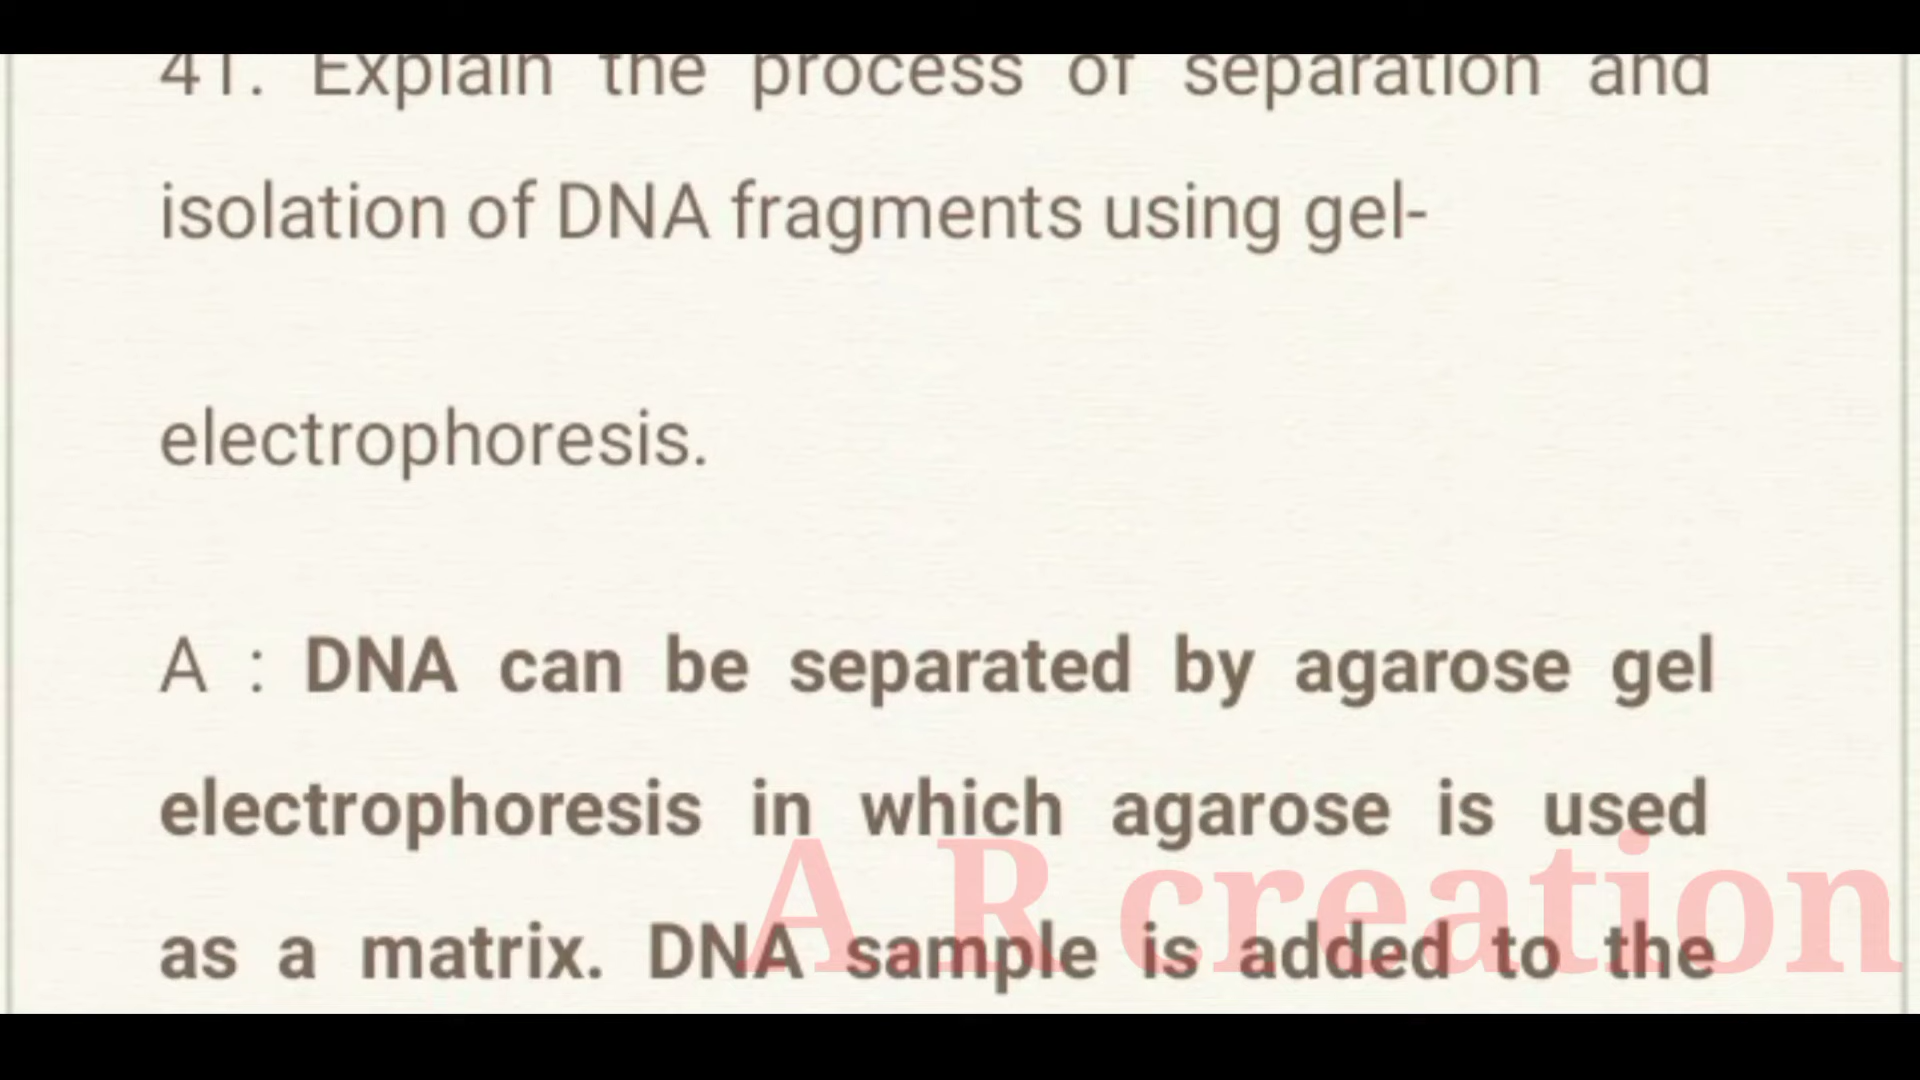 41. Explain the process of separation and
isolation of DNA fragments using gel-
electrophoresis.
A : DNA can be separated by agarose gel
electrophoresis in which agarose is used
as a matrix. DNA sample is added to the
A.R creation